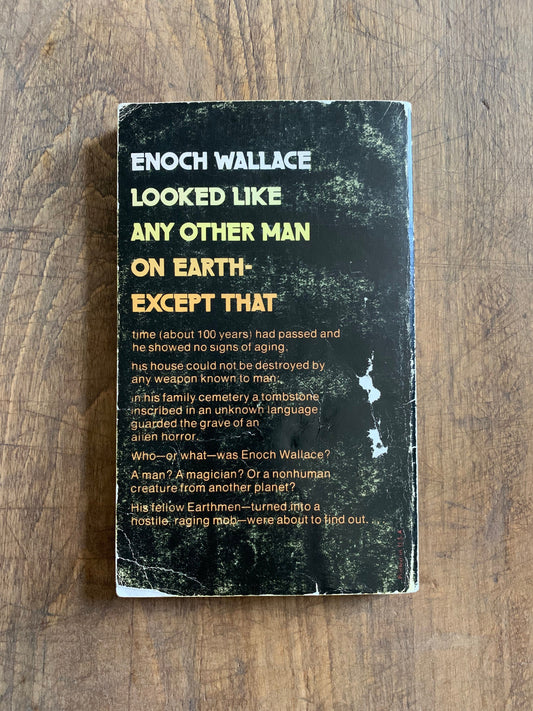 ENOCH WALLACE
LOOKED LIKE
ANY OTHER MAN
ON EARTH-
EXCEPT THAT
time (about 100 years) had passed and
he showed no signs of aging.
his house could not be destroyed by
any weapon known to man.
in his family cemetery a tombstone
inscribed in an unknown language
guarded the grave of an
alien horror.
Who—or what—was Enoch Wallace?
A man? A magician? Or a nonhuman
creature from another planet?
His fellow Earthmen—turned into a
hostile, raging mob—were about to find out.